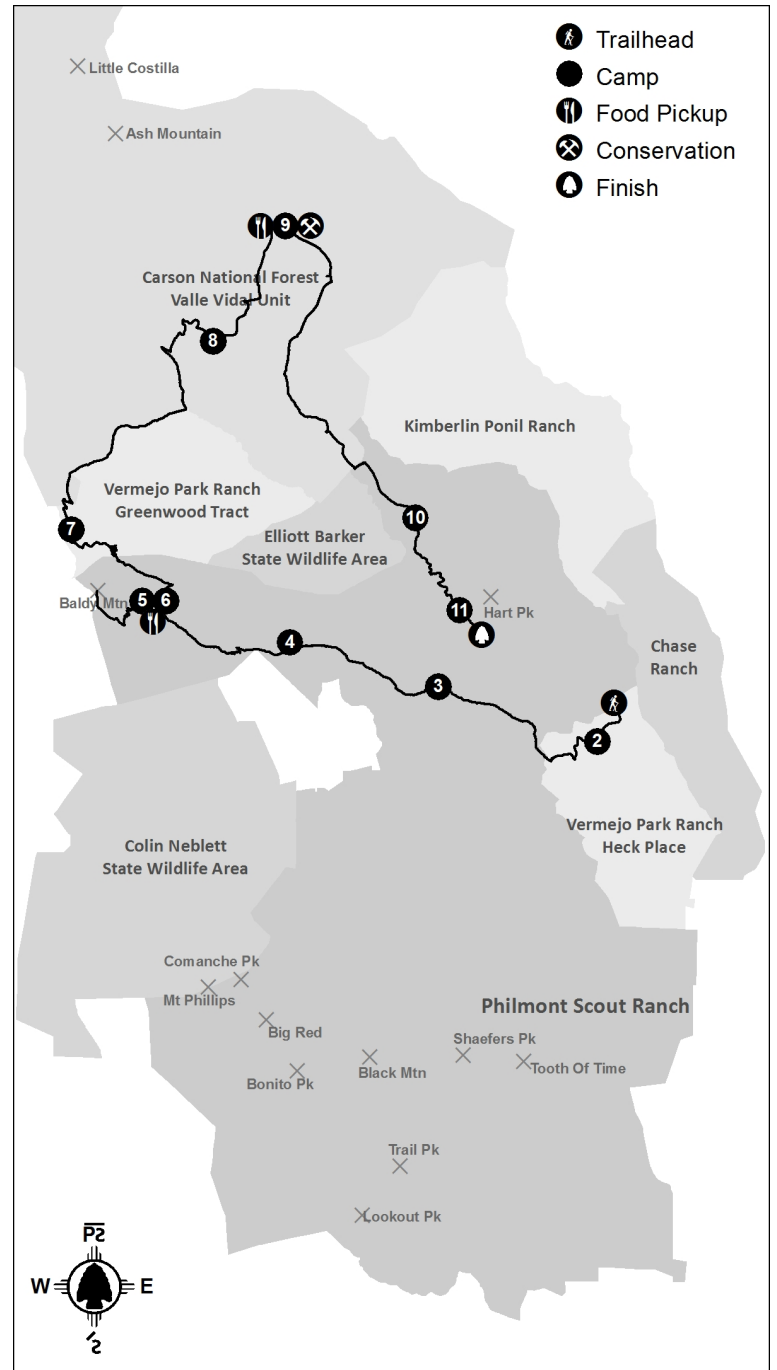 Trailhead
Camp
Food Pickup
Conservation
Finish
Little Costilla
Ash Mountain
9
Carson National Forest
Valle Vidal Unit
8
Kimberlin Ponil Ranch
Vermejo Park Ranch
Greenwood Tract
7
10
Elliott Barker
State Wildlife Area
Baldy Mtn
5
6
11
Hart Pk
4
Chase
Ranch
3
2
Vermejo Park Ranch
Heck Place
Colin Neblett
State Wildlife Area
Comanche Pk
Mt Phillips
Philmont Scout Ranch
Big Red
Shaefers Pk
Black Mtn
Tooth Of Time
Bonito Pk
Trail Pk
Lookout Pk
W
E